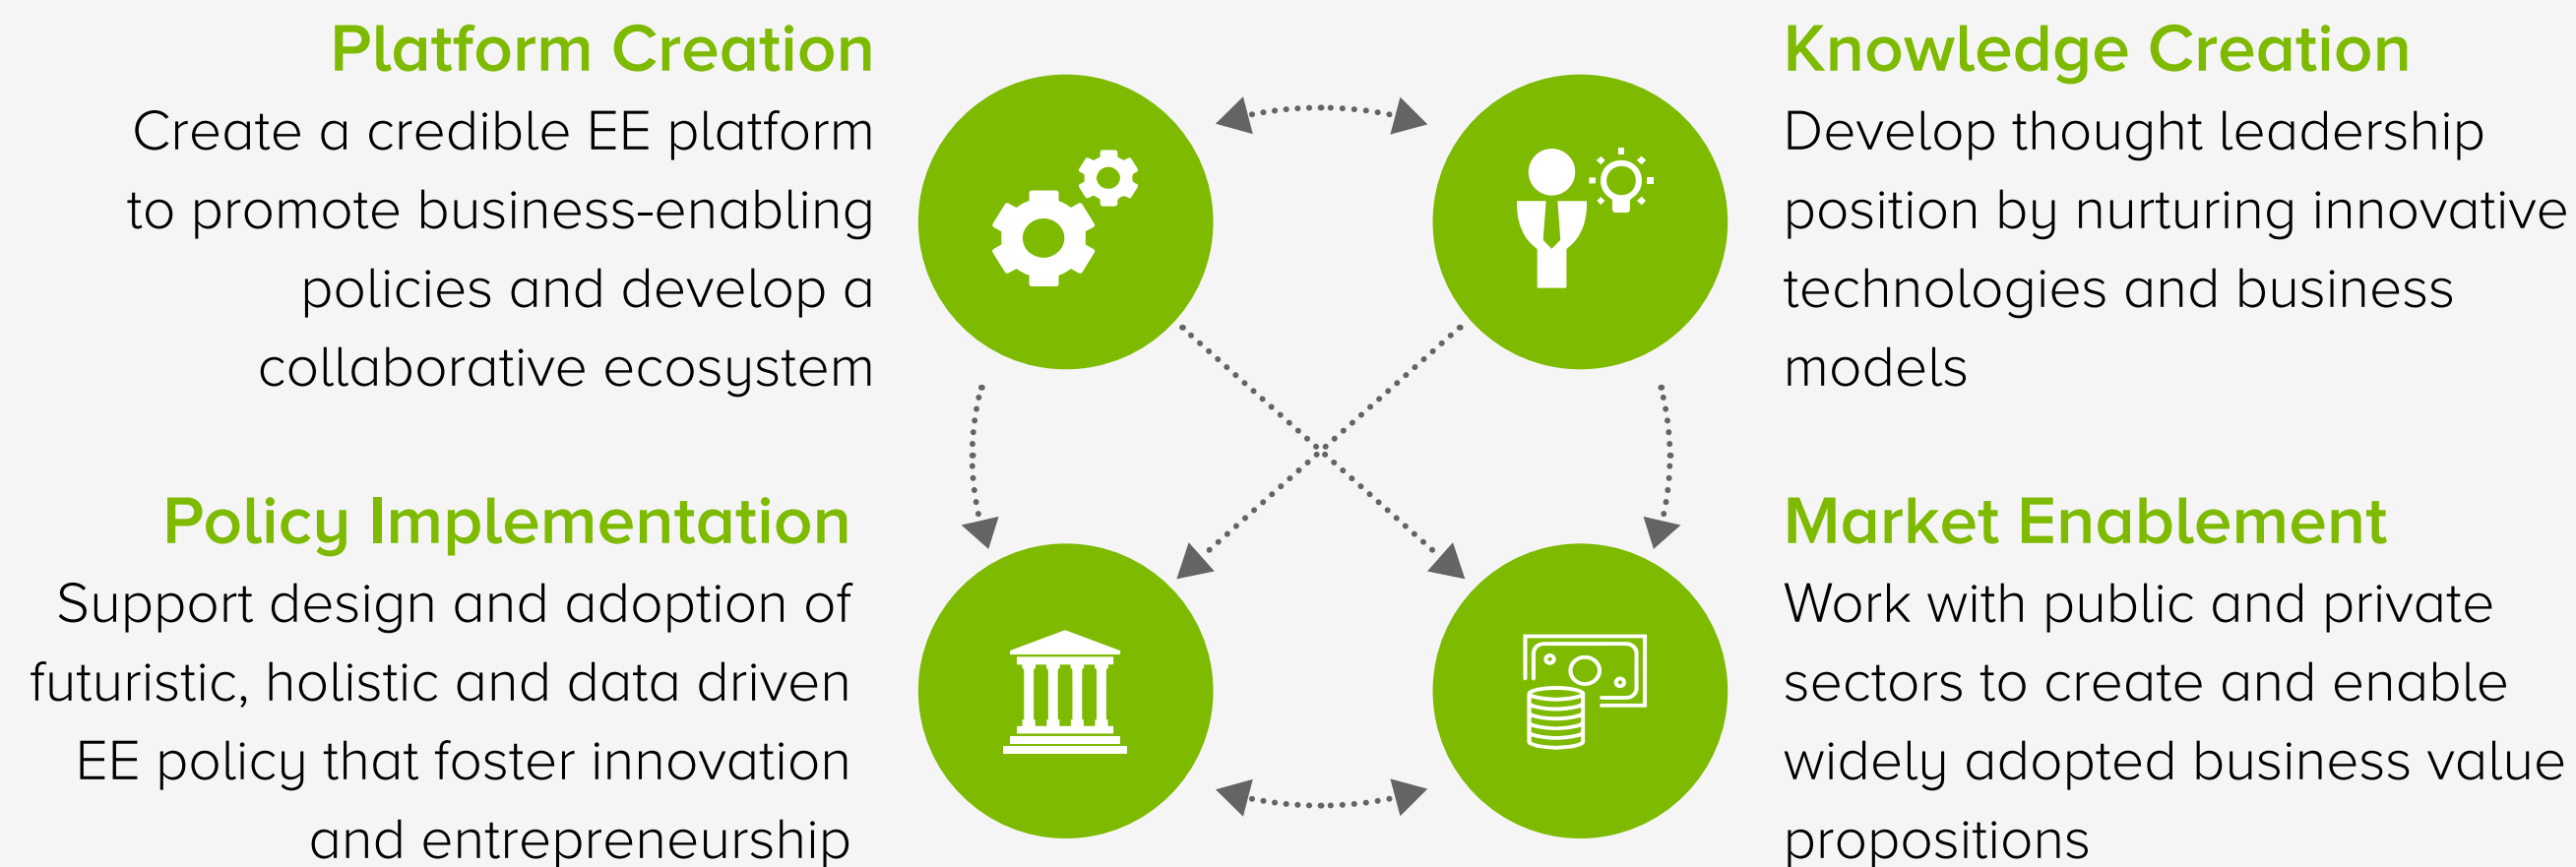 Platform Creation
Create a credible EE platform
to promote business-enabling
policies and develop a
collaborative ecosystem
Knowledge Creation
Develop thought leadership
position by nurturing innovative
technologies and business
models
Policy Implementation
Support design and adoption of
futuristic, holistic and data driven
EE policy that foster innovation
and entrepreneurship
Market Enablement
Work with public and private
sectors to create and enable
widely adopted business value
propositions